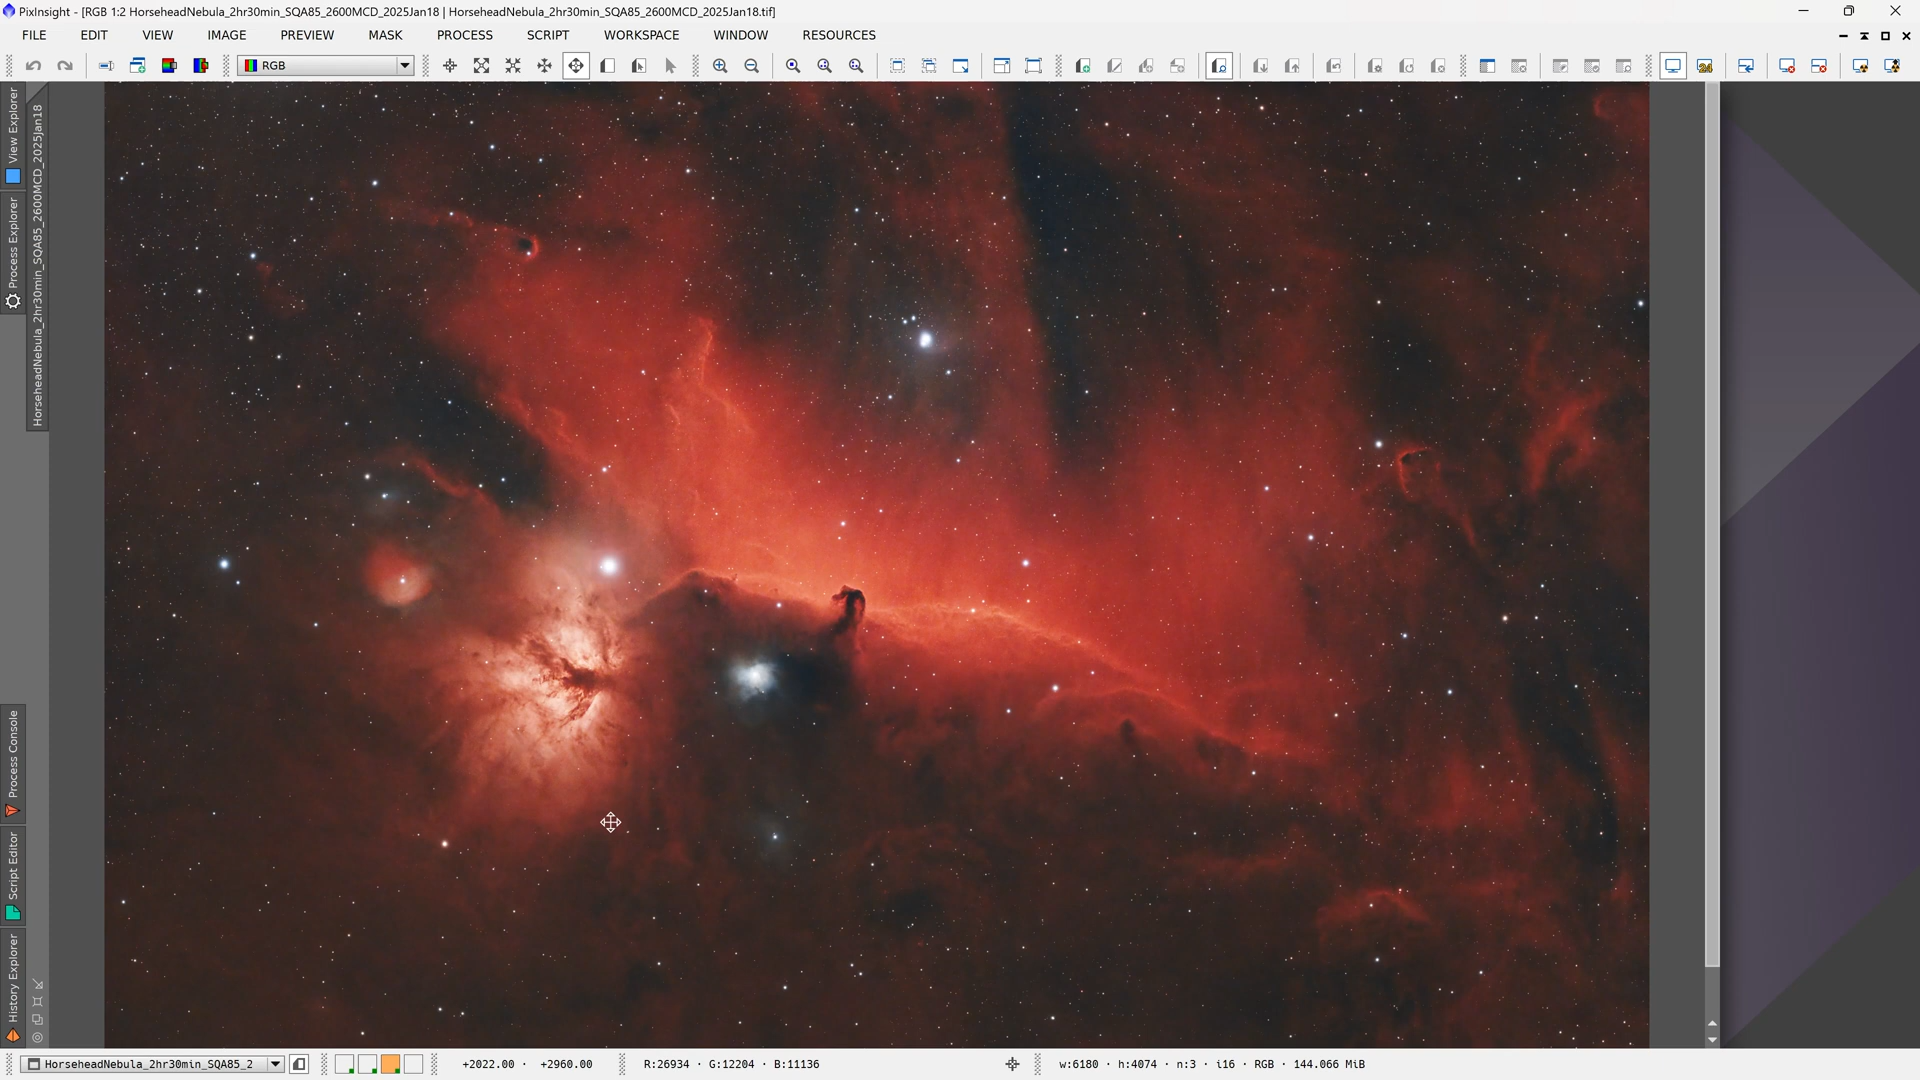 PixInsight - [RGB 1:2 HorseheadNebula_2hr30min_SQA85_2600MCD_2025Jan18 | HorseheadNebula_2hr30min_SQA85_2600MCD_2025Jan18.tif]
FILE EDIT VIEW IMAGE PREVIEW MASK PROCESS SCRIPT WORKSPACE WINDOW RESOURCES
RGB
24
View Explorer
Process Explorer
HorseheadNebula_2hr30min_SQA85_2600MCD_2025Jan18
Process Console
Script Editor
History Explorer
HorseheadNebula_2hr30min_SQA85_2
+2022.00 · +2960.00
R:26934 · G:12204 · B:11136
w:6180 · h:4074 · n:3 · i16 · RGB · 144.066 MiB